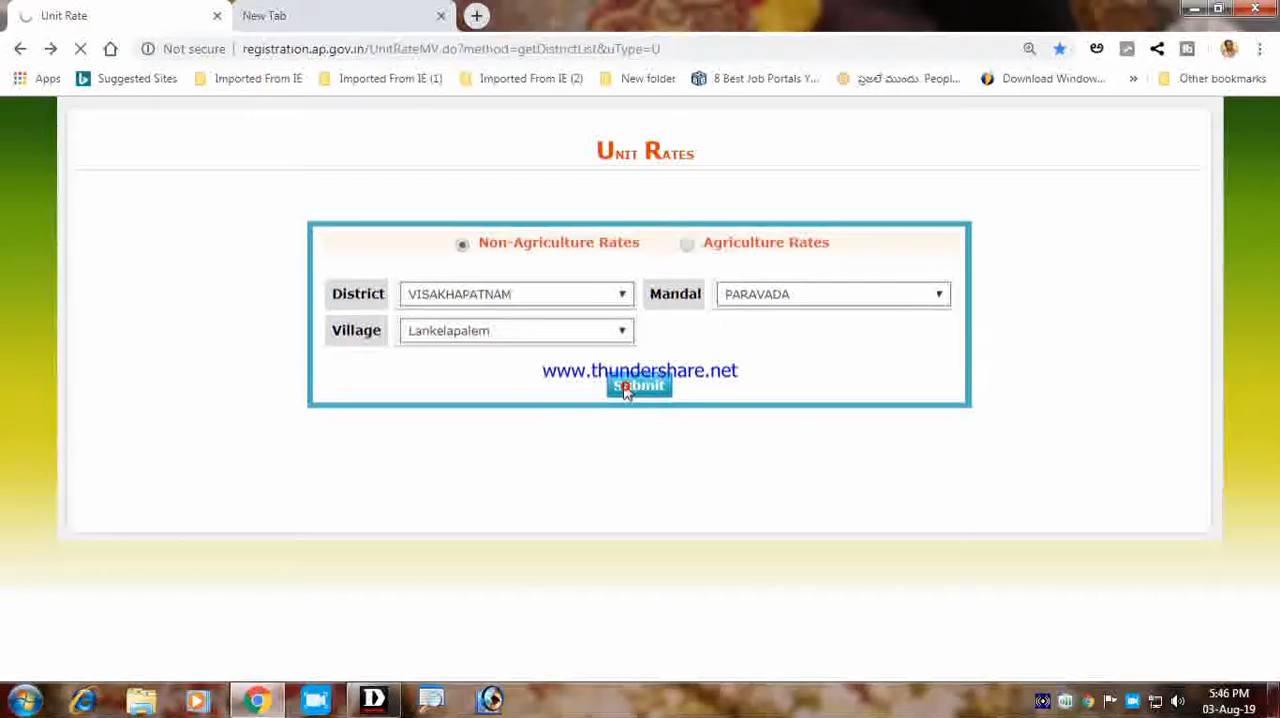 Unit Rate
New Tab
Not secure
registration.ap.gov.in/UnitRateMV.do?method=getDistrictList&uType=U
Apps
Suggested Sites
Imported From IE
Imported From IE (1)
Imported From IE (2)
New folder
8 Best Job Portals Y...
ప్రజలే ముందు. Peopl...
Download Window...
»
Other bookmarks
UNIT RATES
Non-Agriculture Rates
Agriculture Rates
District
VISAKHAPATNAM
Mandal
PARAVADA
Village
Lankelapalem
www.thundershare.net
Submit
5:46 PM
03-Aug-19